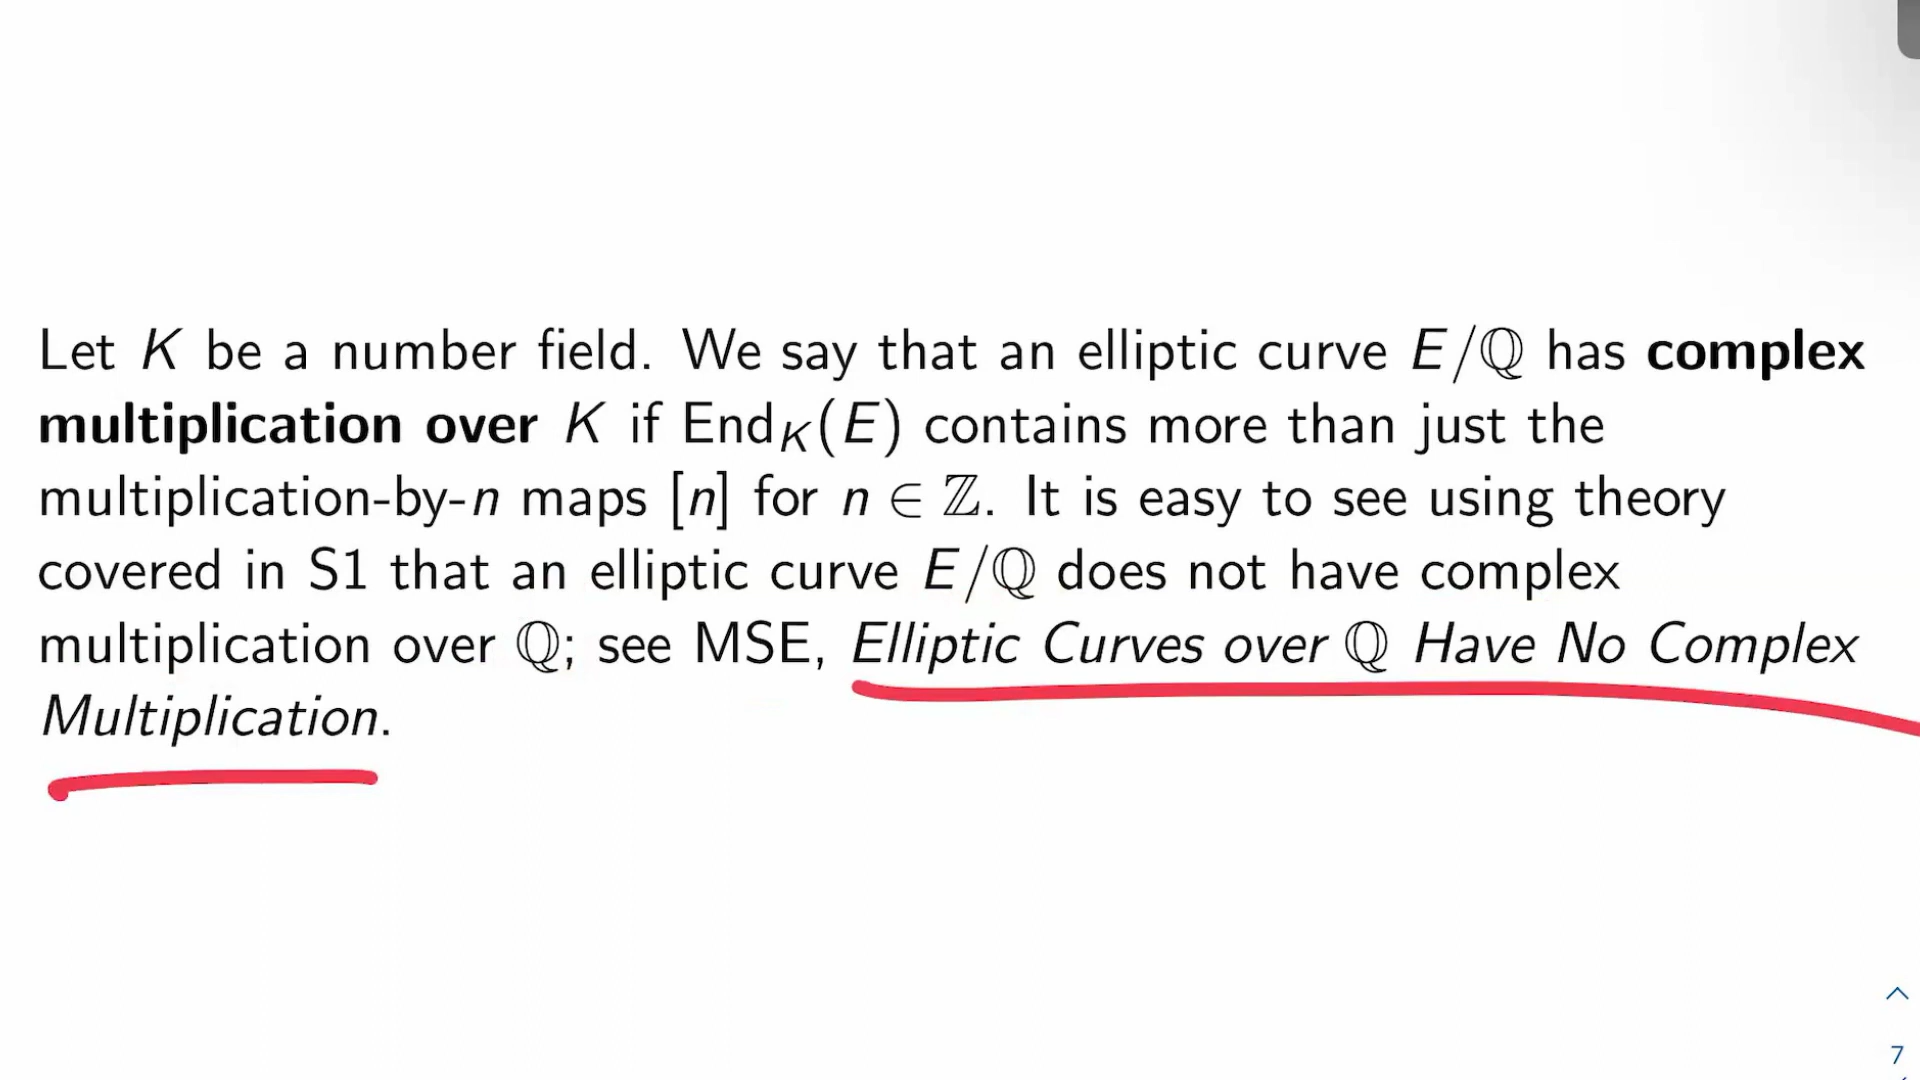 Let K be a number field. We say that an elliptic curve E/ℚ has complex
multiplication over K if End_K(E) contains more than just the
multiplication-by-n maps [n] for n ∈ ℤ. It is easy to see using theory
covered in S1 that an elliptic curve E/ℚ does not have complex
multiplication over ℚ; see MSE, Elliptic Curves over ℚ Have No Complex
Multiplication.
7